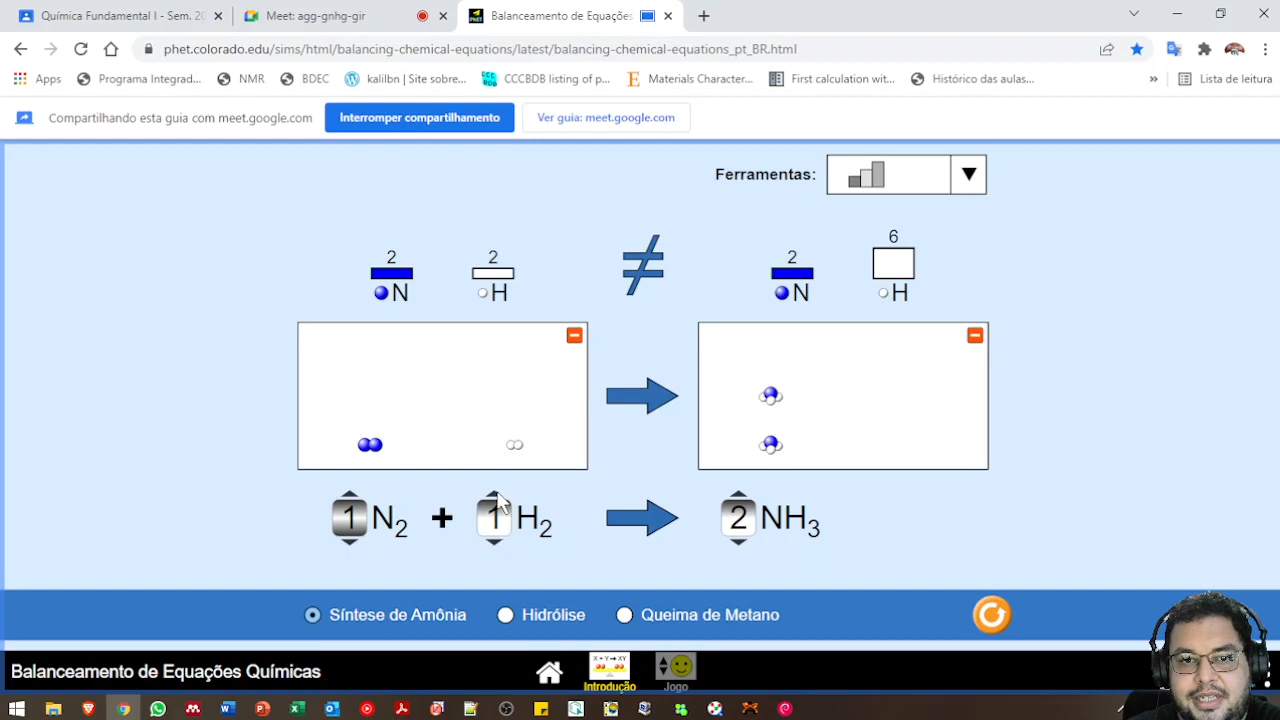 Química Fundamental I - Sem. 20
Meet: agg-gnhg-gir
Balanceamento de Equações
phet.colorado.edu/sims/html/balancing-chemical-equations/latest/balancing-chemical-equations_pt_BR.html
Apps Programa Integrad... NMR BDEC kalilbn | Site sobre... CCCBDB listing of p... Materials Character... First calculation wit... Histórico das aulas... » Lista de leitura
Compartilhando esta guia com meet.google.com Interromper compartilhamento Ver guia: meet.google.com
Ferramentas:
2 2 ≠ 2 6
N H N H
1 N₂ + 1 H₂ → 2 NH₃
Síntese de Amônia Hidrólise Queima de Metano
X + Y → XY
Balanceamento de Equações Químicas
Introdução Jogo